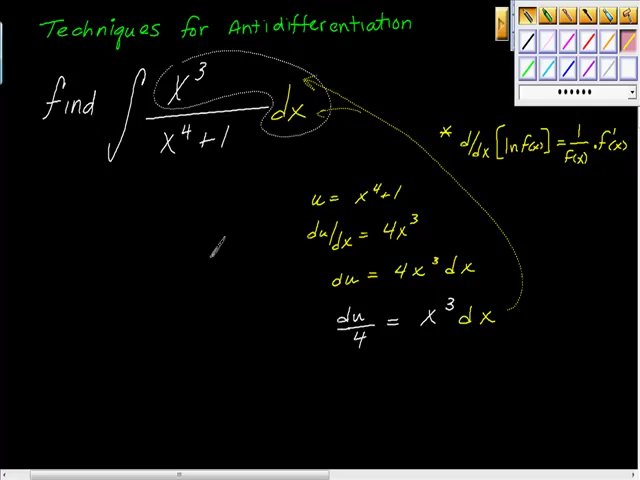 Techniques for Antidifferentiation
find ∫ x³/(x⁴+1) dx
* d/dx [ln f(x)] = 1/f(x) · f'(x)
u = x⁴+1
du/dx = 4x³
du = 4x³ dx
du/4 = x³ dx